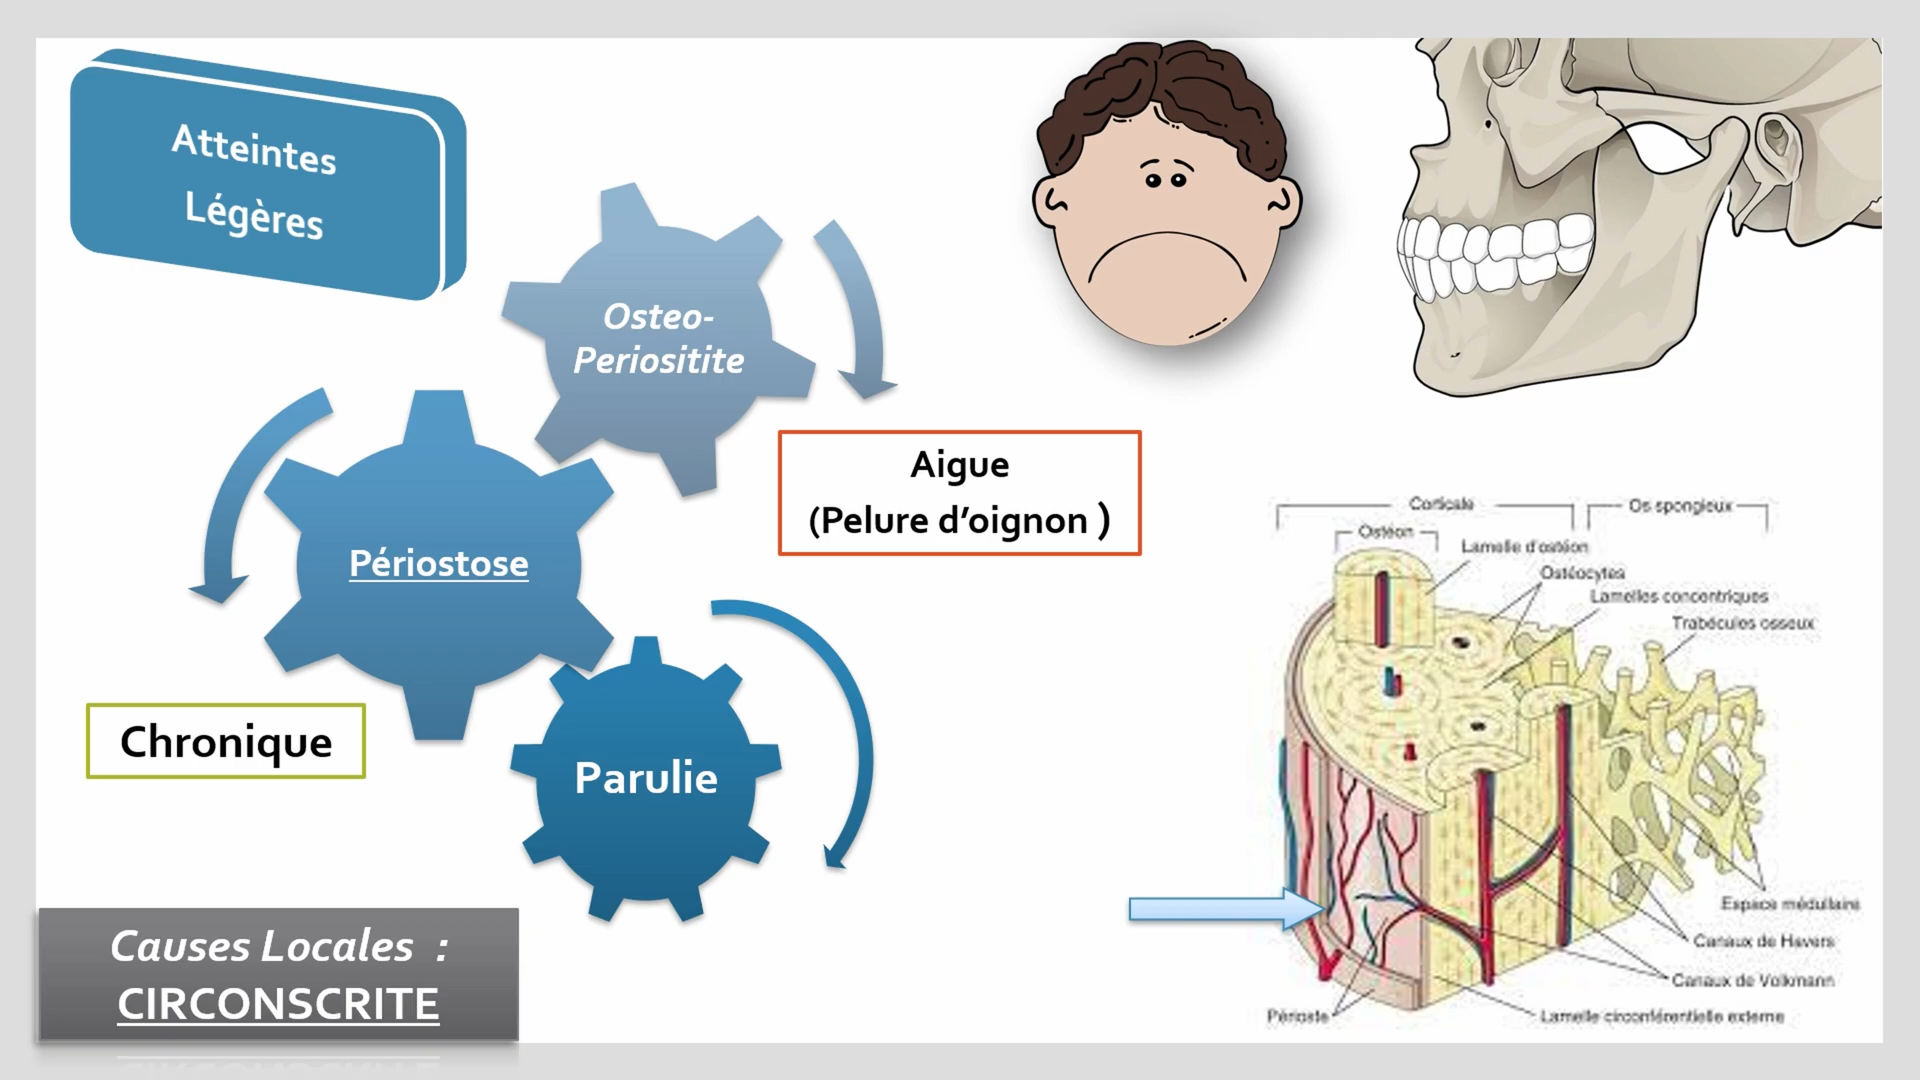 Atteintes
Légères
Osteo-
Periositite
Aigue
(Pelure d’oignon )
Périostose
Chronique
Parulie
Causes Locales :
CIRCONSCRITE
Corticale
Os spongieux
Ostéon
Lamelle d'ostéon
Ostéocytes
Lamelles concentriques
Trabécules osseux
Espace médullaire
Canaux de Havers
Canaux de Volkmann
Périoste
Lamelle circonférentielle externe